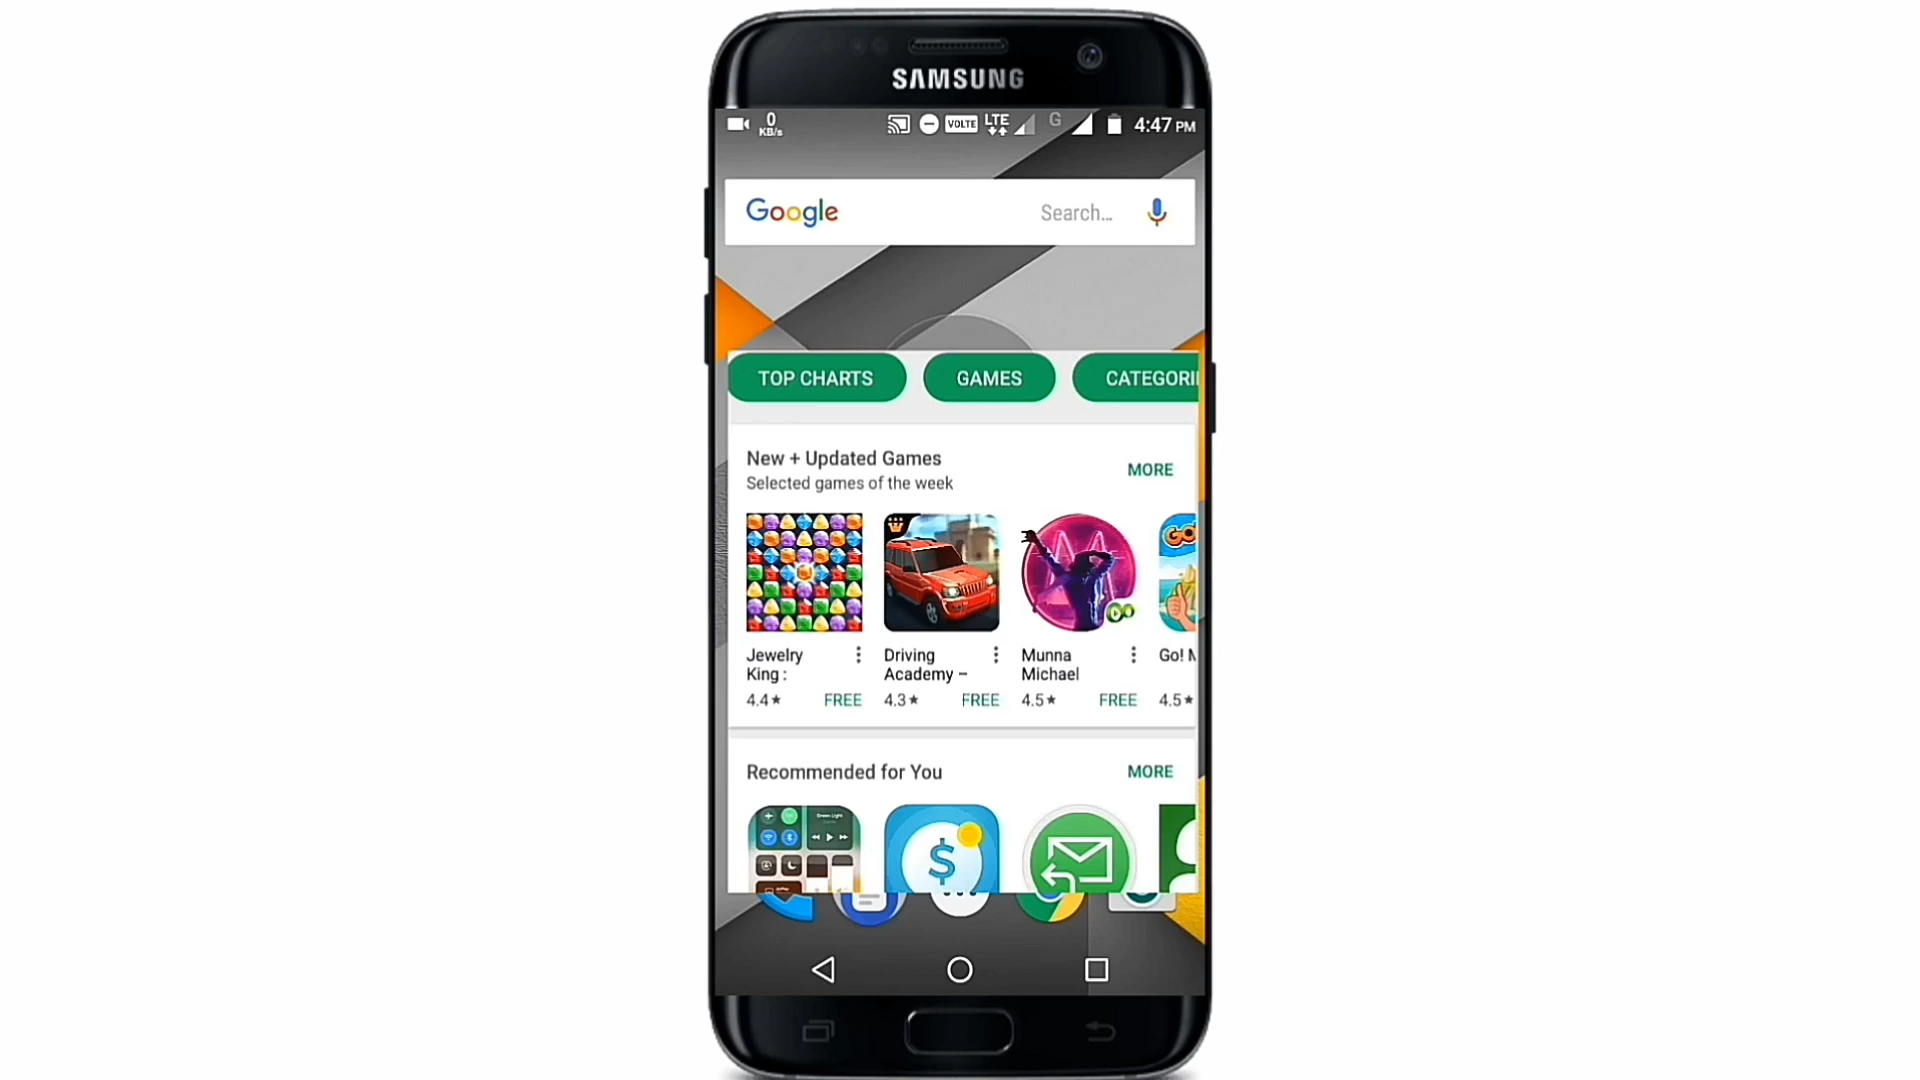 SAMSUNG
0
KB/s
VOLTE
LTE
G
4:47 PM
Google
Search...
TOP CHARTS
GAMES
CATEGORI
New + Updated Games
MORE
Selected games of the week
Jewelry
King :
4.4★
FREE
Driving
Academy –
4.3★
FREE
Munna
Michael
4.5★
FREE
Go! M
4.5★
Recommended for You
MORE